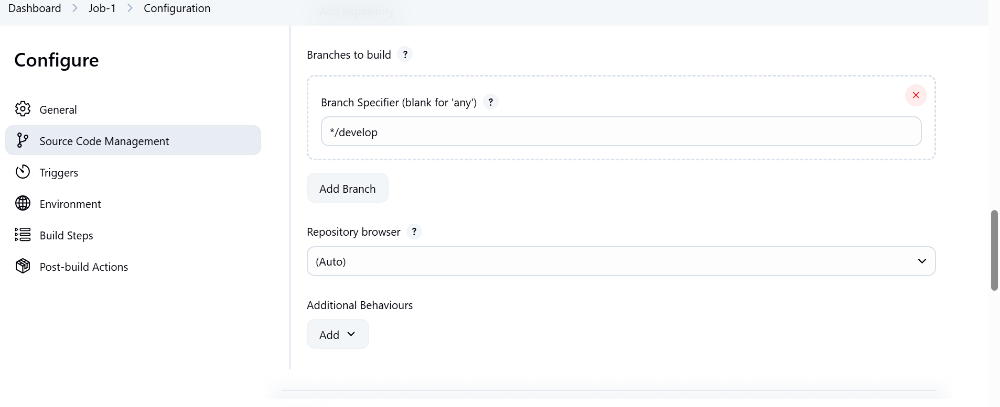 Dashboard > Job-1 > Configuration
Add Repository
Configure
General
Source Code Management
Triggers
Environment
Build Steps
Post-build Actions
Branches to build ?
Branch Specifier (blank for 'any') ?
*/develop
Add Branch
Repository browser ?
(Auto)
Additional Behaviours
Add